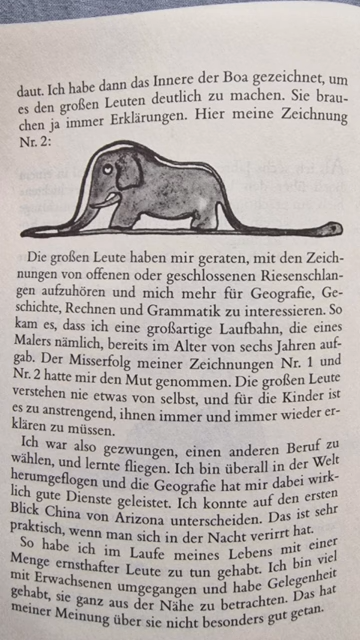 daut. Ich habe dann das Innere der Boa gezeichnet, um
es den großen Leuten deutlich zu machen. Sie brau-
chen ja immer Erklärungen. Hier meine Zeichnung
Nr. 2:
Die großen Leute haben mir geraten, mit den Zeich-
nungen von offenen oder geschlossenen Riesenschlan-
gen aufzuhören und mich mehr für Geografie, Ge-
schichte, Rechnen und Grammatik zu interessieren. So
kam es, dass ich eine großartige Laufbahn, die eines
Malers nämlich, bereits im Alter von sechs Jahren auf-
gab. Der Misserfolg meiner Zeichnungen Nr. 1 und
Nr. 2 hatte mir den Mut genommen. Die großen Leute
verstehen nie etwas von selbst, und für die Kinder ist
es zu anstrengend, ihnen immer und immer wieder er-
klären zu müssen.
Ich war also gezwungen, einen anderen Beruf zu
wählen, und lernte fliegen. Ich bin überall in der Welt
herumgeflogen und die Geografie hat mir dabei wirk-
lich gute Dienste geleistet. Ich konnte auf den ersten
Blick China von Arizona unterscheiden. Das ist sehr
praktisch, wenn man sich in der Nacht verirrt hat.
So habe ich im Laufe meines Lebens mit einer
Menge ernsthafter Leute zu tun gehabt. Ich bin viel
mit Erwachsenen umgegangen und habe Gelegenheit
gehabt, sie ganz aus der Nähe zu betrachten. Das hat
meiner Meinung über sie nicht besonders gut getan.